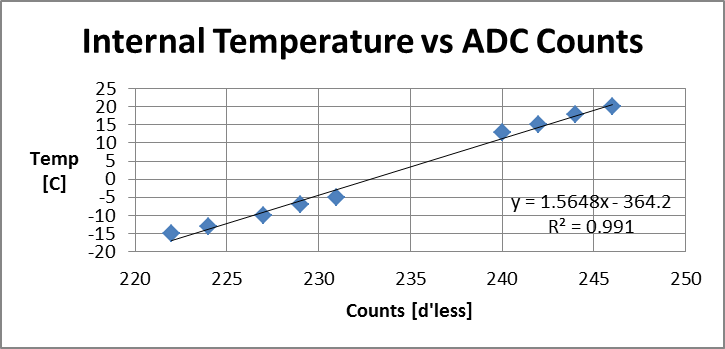 Internal Temperature vs ADC Counts
25
20
15
10
5
0
-5
-10
-15
-20
Temp
[C]
y = 1.5648x - 364.2
R² = 0.991
220 225 230 235 240 245 250
Counts [d'less]